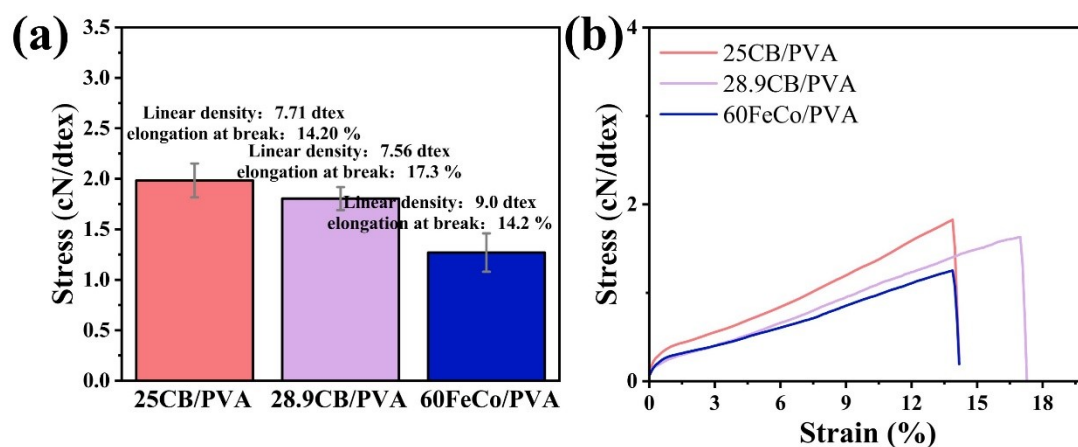 (a)
Stress (cN/dtex)
3.5
3.0
2.5
2.0
1.5
1.0
0.5
0.0
Linear density：7.71 dtex
elongation at break：14.20 %
Linear density：7.56 dtex
elongation at break：17.3 %
Linear density：9.0 dtex
elongation at break：14.2 %
25CB/PVA 28.9CB/PVA 60FeCo/PVA
(b)
Stress (cN/dtex)
4
2
0
25CB/PVA
28.9CB/PVA
60FeCo/PVA
0 3 6 9 12 15 18
Strain (%)